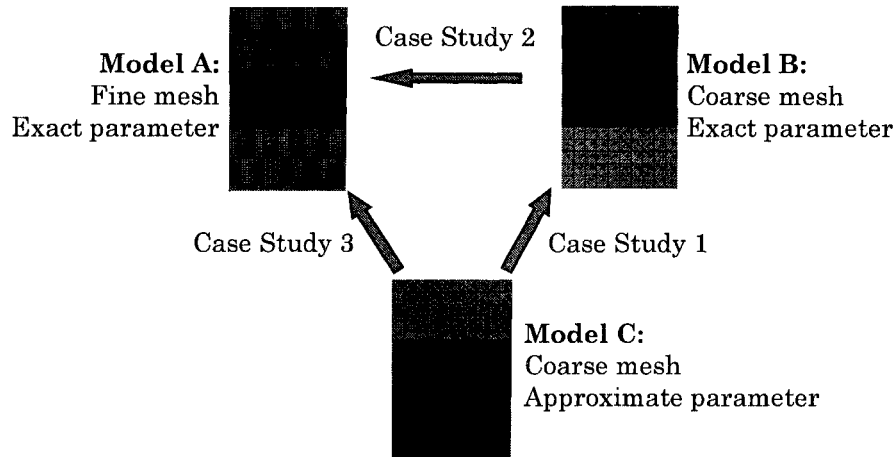 Case Study 2
Model A:
Fine mesh
Exact parameter
Model B:
Coarse mesh
Exact parameter
Case Study 3
Case Study 1
Model C:
Coarse mesh
Approximate parameter